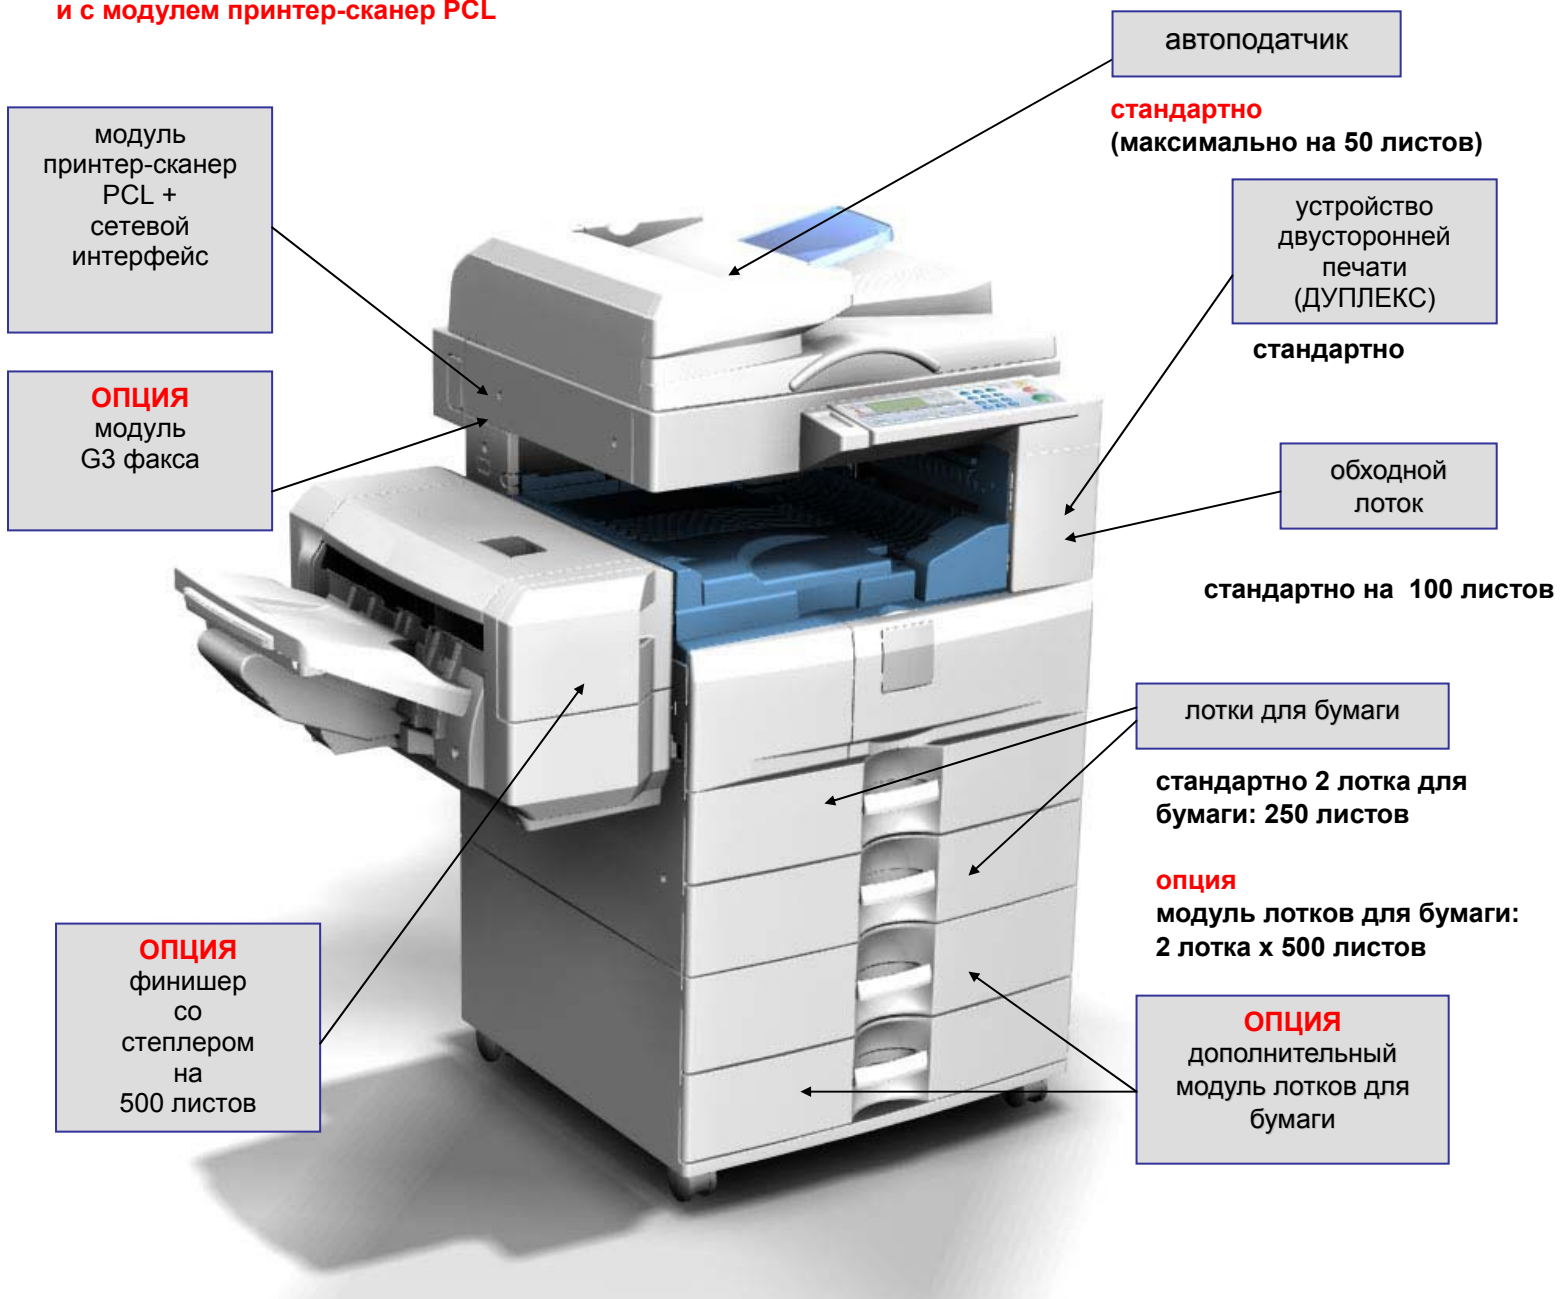 и с модулем принтер-сканер PCL
автоподатчик
стандартно
(максимально на 50 листов)
модуль
принтер-сканер
PCL +
сетевой
интерфейс
устройство
двусторонней
печати
(ДУПЛЕКС)
стандартно
ОПЦИЯ
модуль
G3 факса
обходной
лоток
стандартно на 100 листов
лотки для бумаги
стандартно 2 лотка для
бумаги: 250 листов
опция
модуль лотков для бумаги:
2 лотка х 500 листов
ОПЦИЯ
финишер
со
степлером
на
500 листов
ОПЦИЯ
дополнительный
модуль лотков для
бумаги